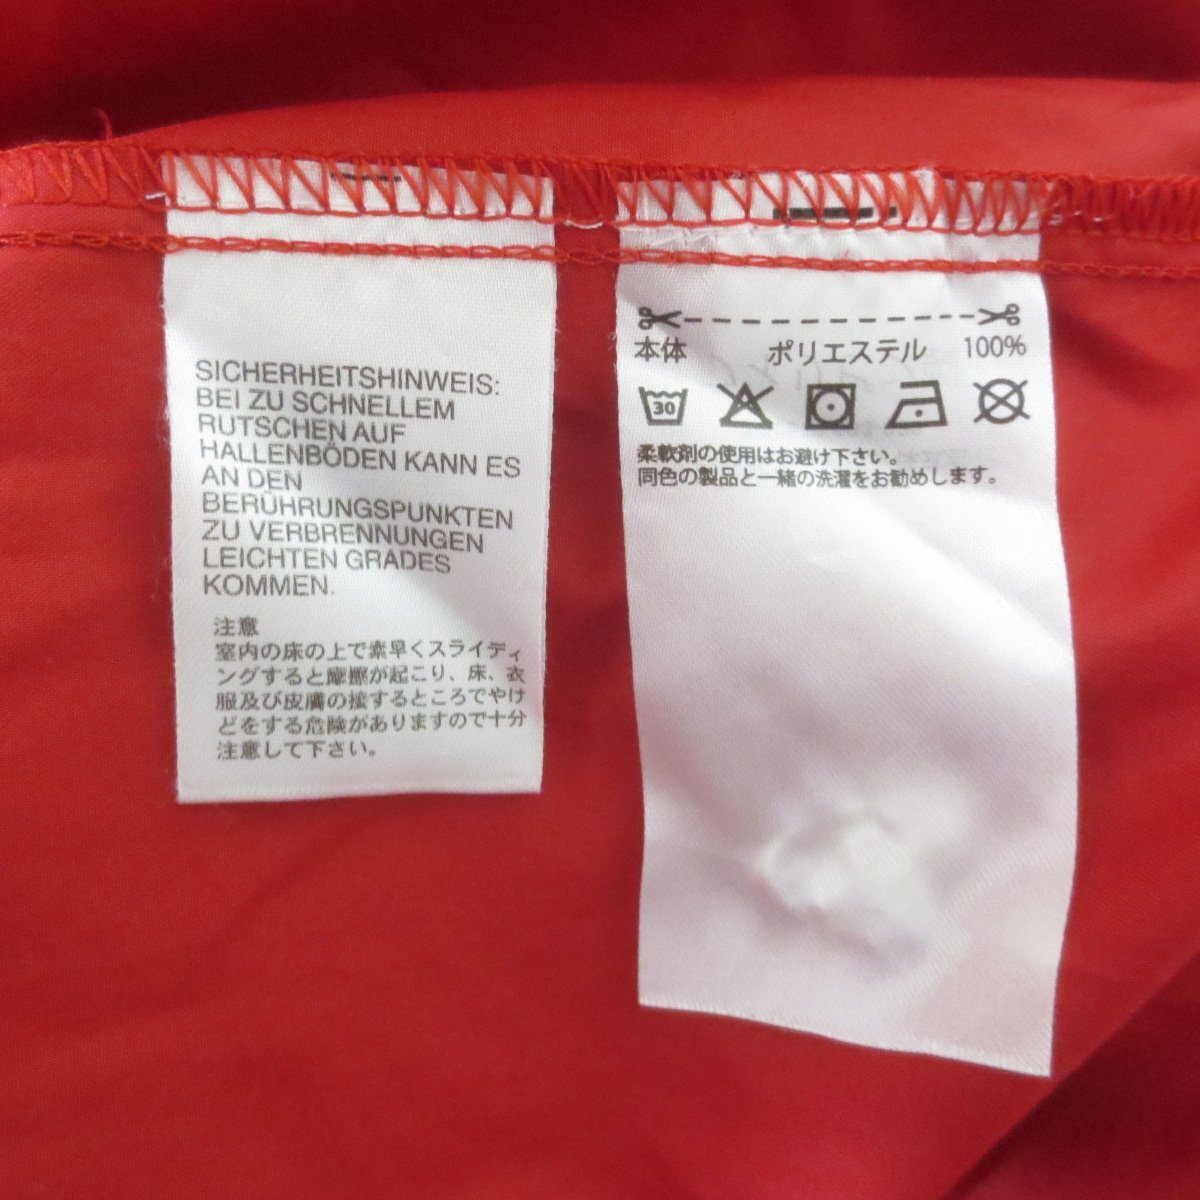 SICHERHEITSHINWEIS:
BEI ZU SCHNELLEM
RUTSCHEN AUF
HALLENBÖDEN KANN ES
AN DEN
BERÜHRUNGSPUNKTEN
ZU VERBRENNUNGEN
LEICHTEN GRADES
KOMMEN.
注意
室内の床の上で素早くスライディ
ングすると摩擦が起こり、床、衣
服及び皮膚の接するところでやけ
どをする危険がありますので十分
注意して下さい。
本体 ポリエステル 100%
30
柔軟剤の使用はお避け下さい。
同色の製品と一緒の洗濯をお勧めします。